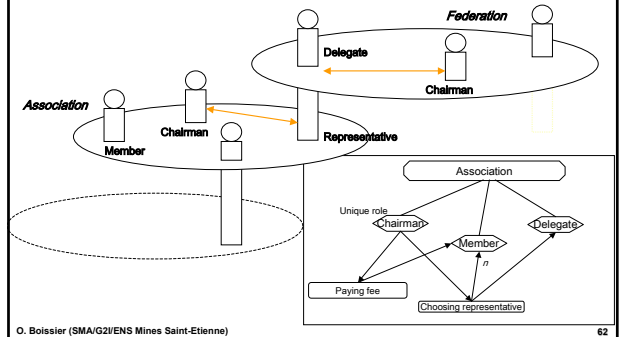 Federation
Delegate
Chairman
Association
Chairman
Member
Representative
Association
Unique role
Chairman
Delegate
Member
n
Paying fee
Choosing representative
O. Boissier (SMA/G2I/ENS Mines Saint-Etienne)
62